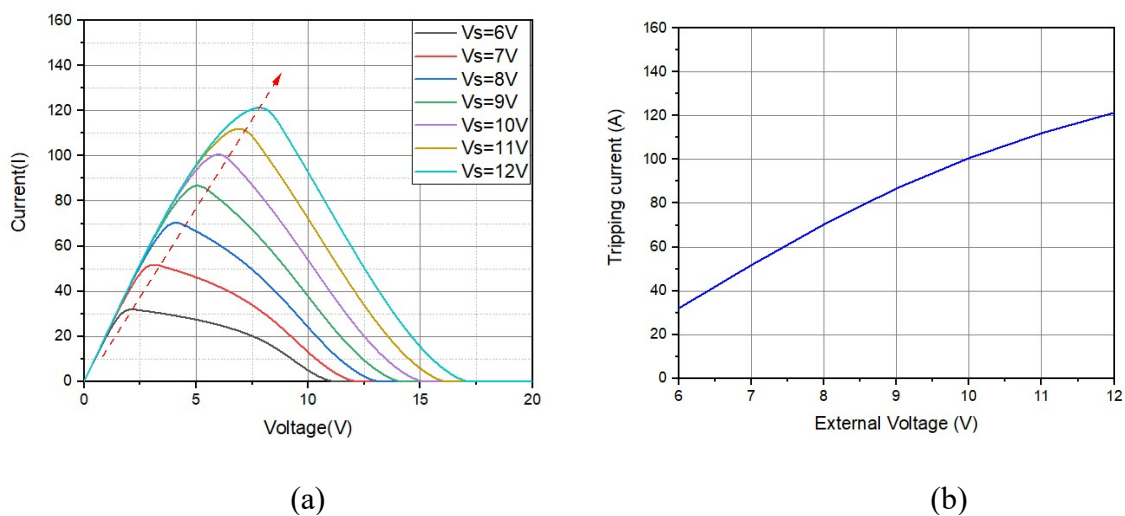 160
140
120
100
80
60
40
20
0
0
5
10
15
20
Current(I)
Voltage(V)
Vs=6V
Vs=7V
Vs=8V
Vs=9V
Vs=10V
Vs=11V
Vs=12V
(a)
160
140
120
100
80
60
40
20
0
6
7
8
9
10
11
12
Tripping current (A)
External Voltage (V)
(b)